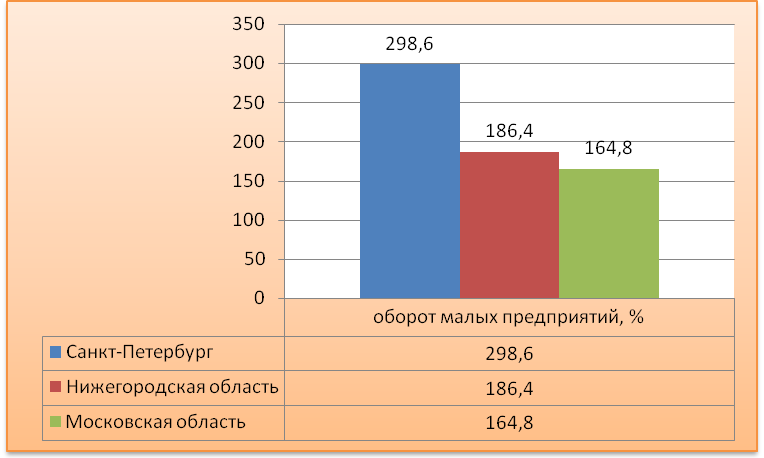 350
300
250
200
150
100
50
0
298,6
186,4
164,8
оборот малых предприятий, %
Санкт-Петербург 298,6
Нижегородская область 186,4
Московская область 164,8